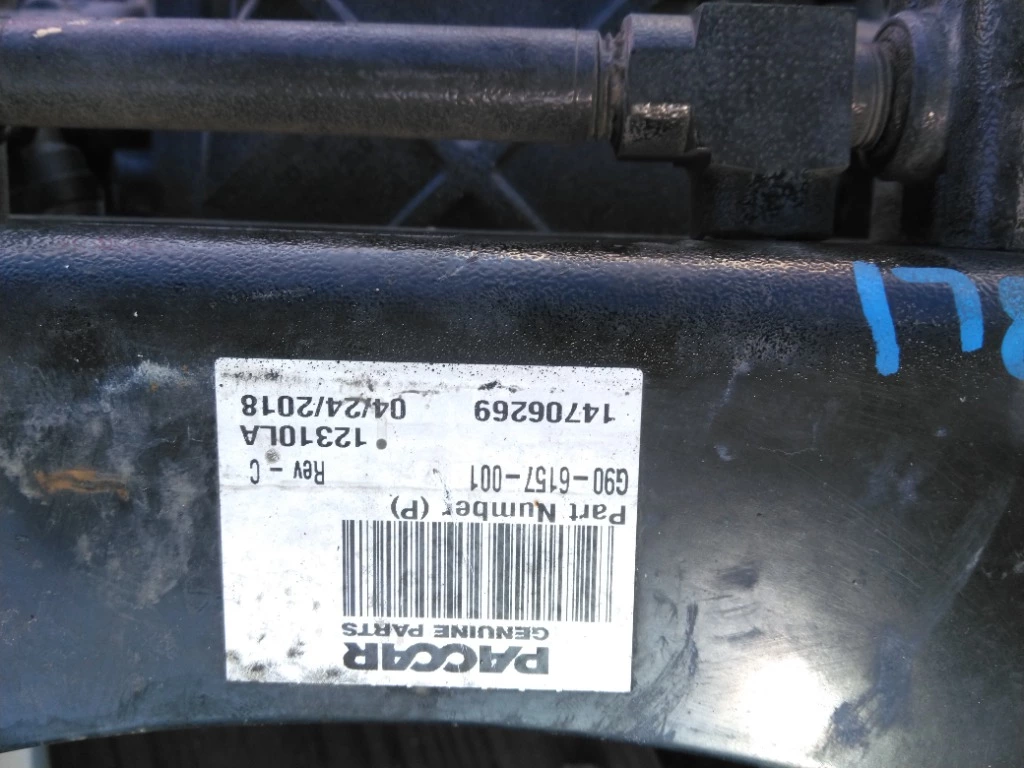 PACCAR
GENUINE PARTS
Part Number (P)
G90-6157-001 Rev - C
12310LA
14706269 04/24/2018